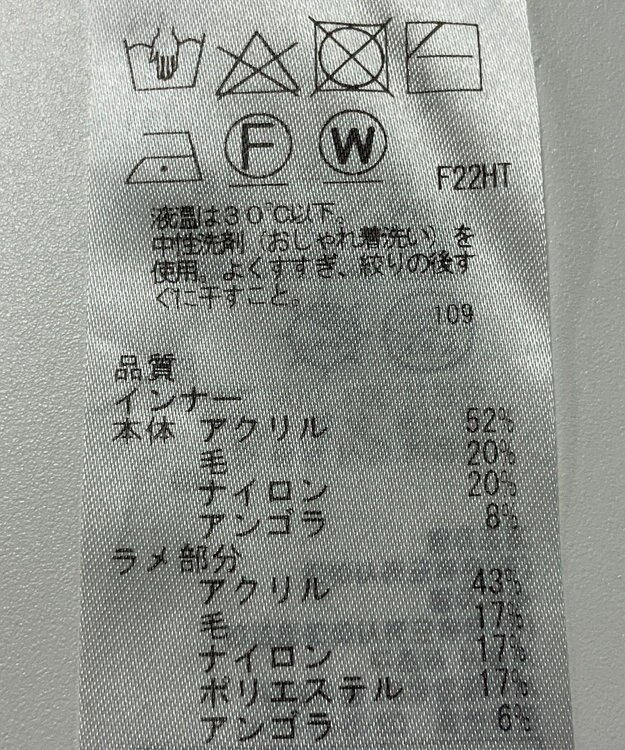 F W
F22HT
液温は30℃以下。
中性洗剤（おしゃれ着洗い）を
使用。よくすすぎ、絞りの後す
ぐに干すこと。
109
品質
インナー
本体 アクリル 52%
毛 20%
ナイロン 20%
アンゴラ 8%
ラメ部分
アクリル 43%
毛 17%
ナイロン 17%
ポリエステル 17%
アンゴラ 6%